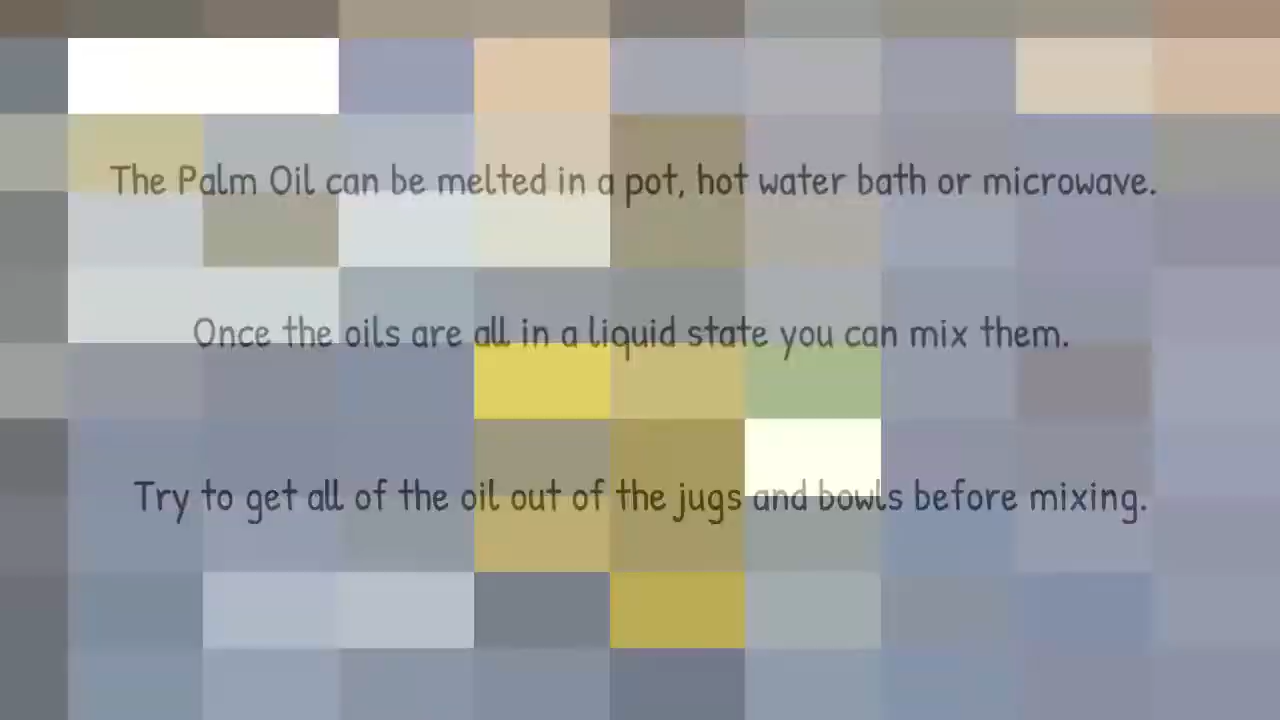 The Palm Oil can be melted in a pot, hot water bath or microwave.
Once the oils are all in a liquid state you can mix them.
Try to get all of the oil out of the jugs and bowls before mixing.